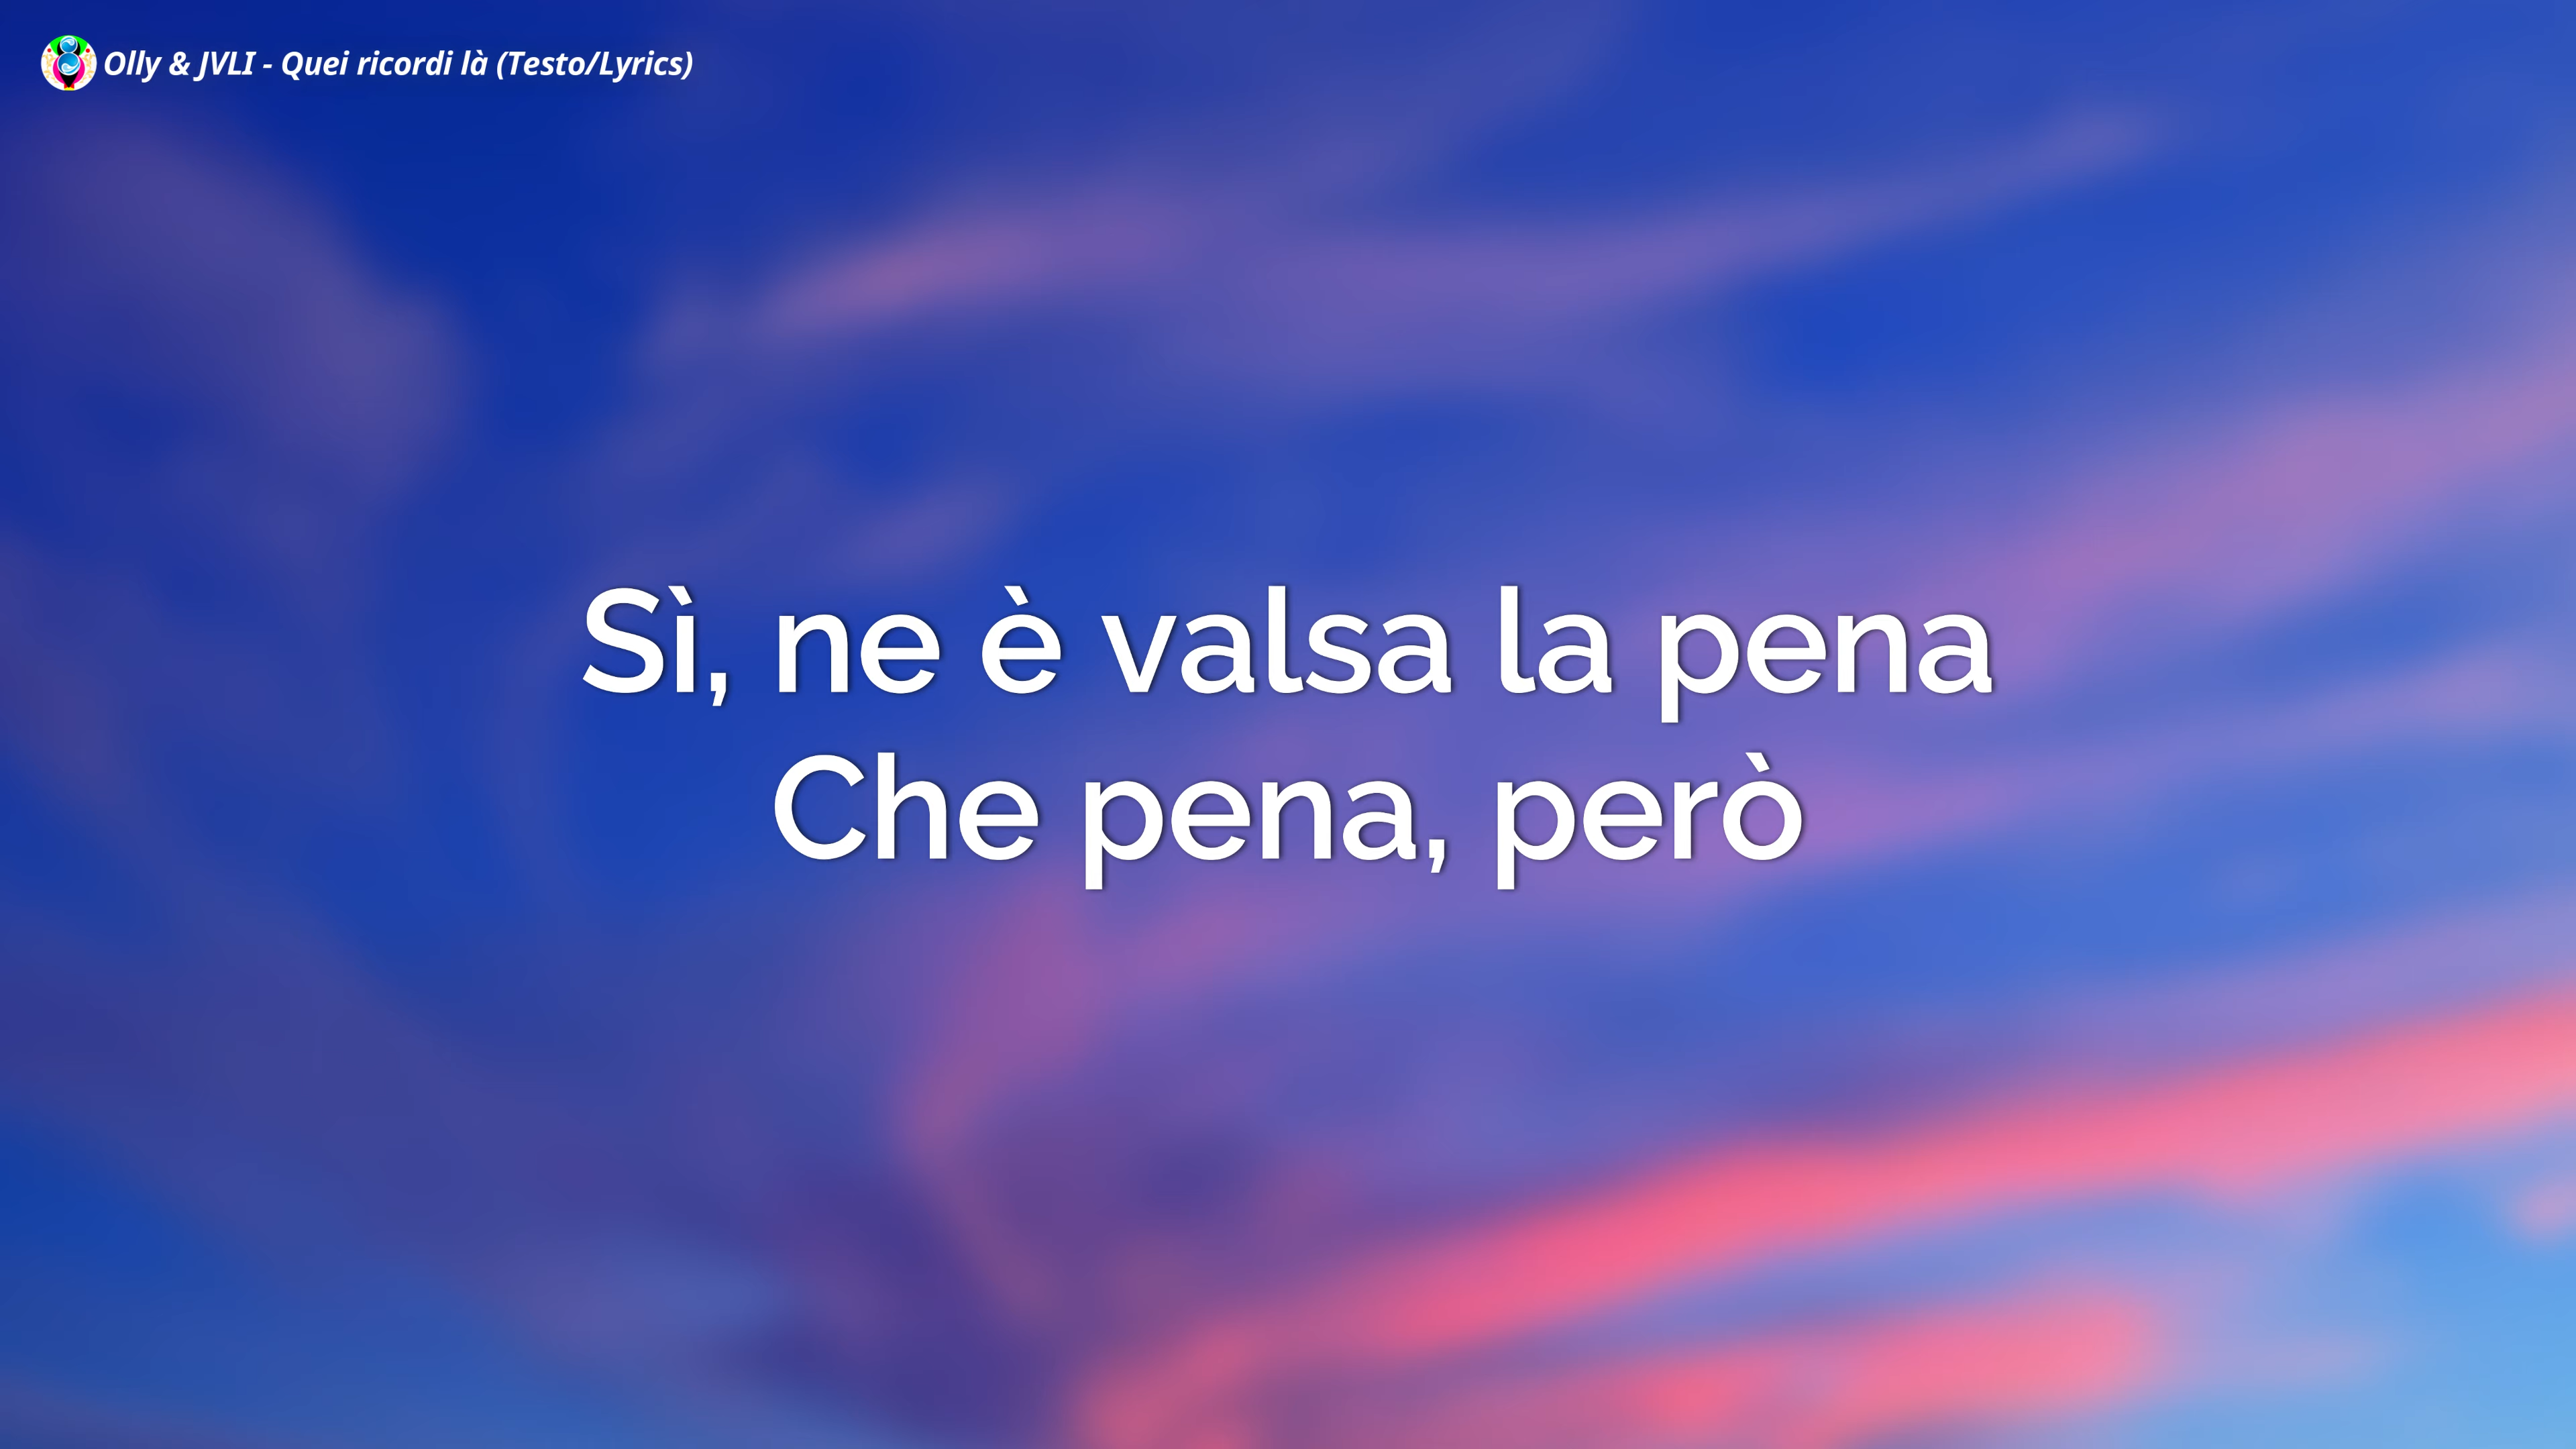 Olly & JVLI - Quei ricordi là (Testo/Lyrics)
Sì, ne è valsa la pena
Che pena, però